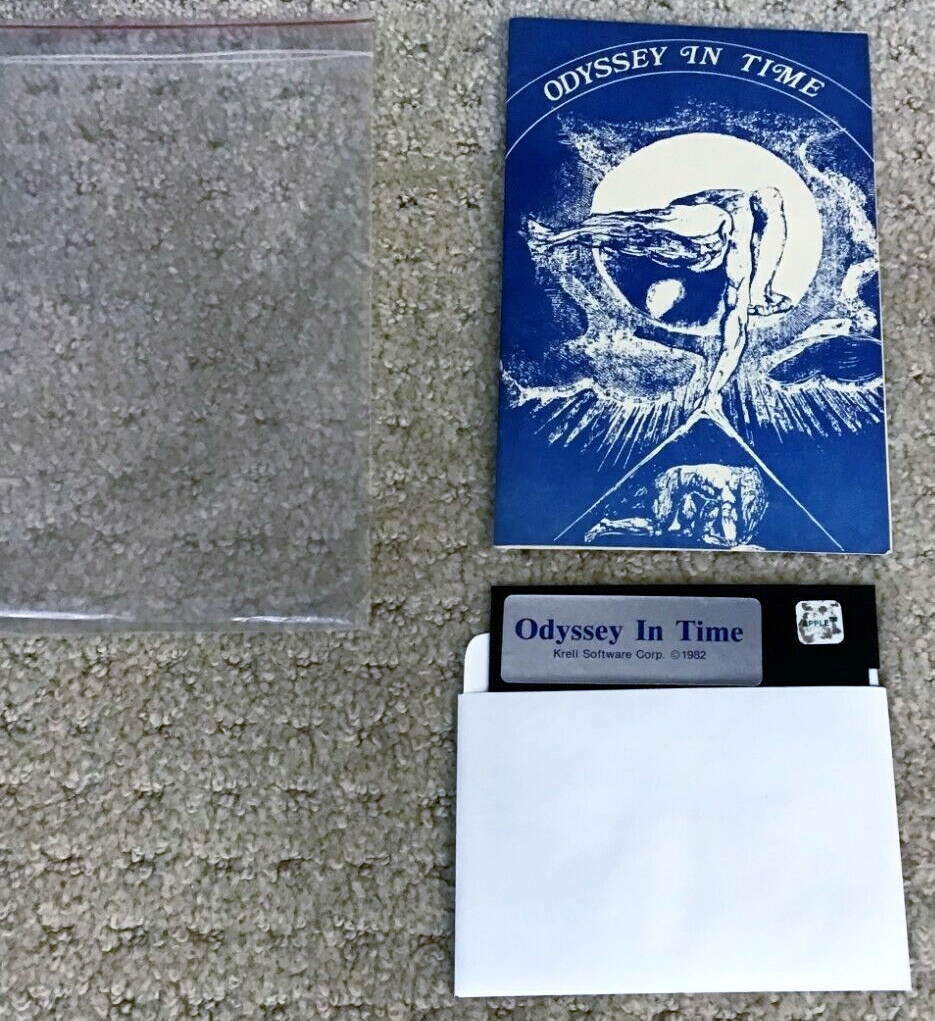 ODYSSEY IN TIME
Odyssey In Time
APPLE
Krell Software Corp. ©1982